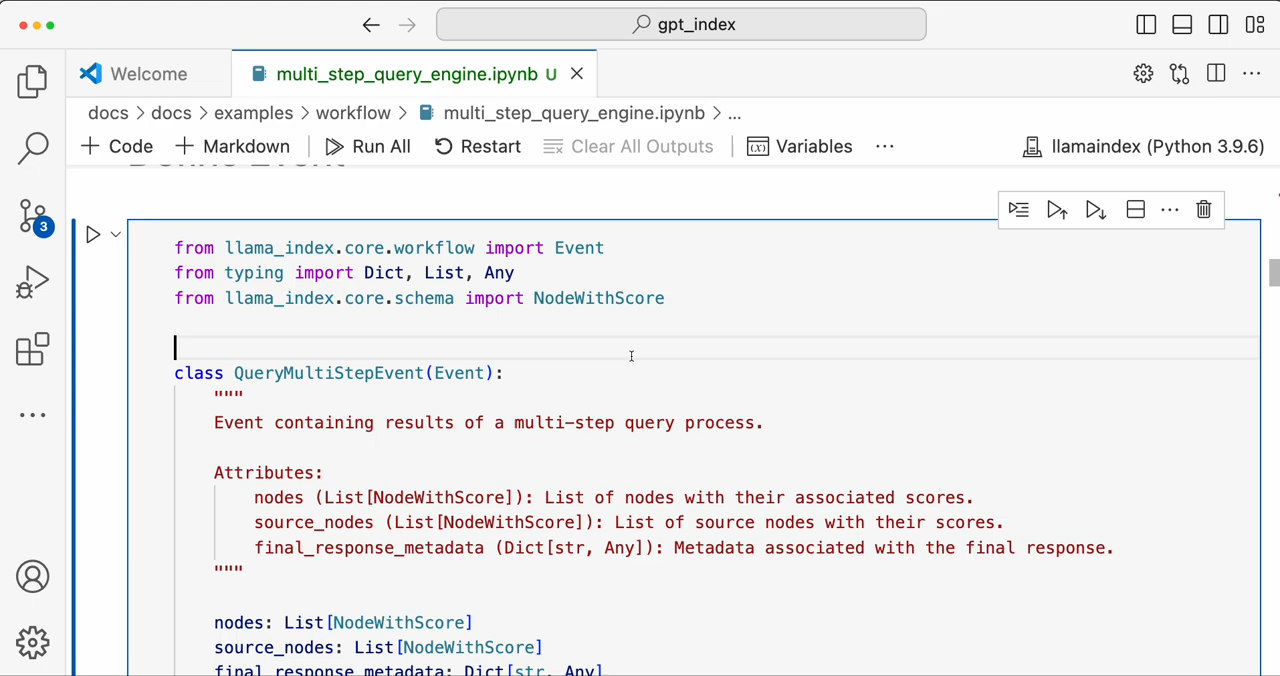 gpt_index
Welcome
multi_step_query_engine.ipynb U
docs > docs > examples > workflow > multi_step_query_engine.ipynb > ...
Code
Markdown
Run All
Restart
Clear All Outputs
Variables
...
llamaindex (Python 3.9.6)
Define Event
3
from llama_index.core.workflow import Event
from typing import Dict, List, Any
from llama_index.core.schema import NodeWithScore
class QueryMultiStepEvent(Event):
"""
Event containing results of a multi-step query process.
Attributes:
nodes (List[NodeWithScore]): List of nodes with their associated scores.
source_nodes (List[NodeWithScore]): List of source nodes with their scores.
final_response_metadata (Dict[str, Any]): Metadata associated with the final response.
"""
nodes: List[NodeWithScore]
source_nodes: List[NodeWithScore]
final_response_metadata: Dict[str, Any]